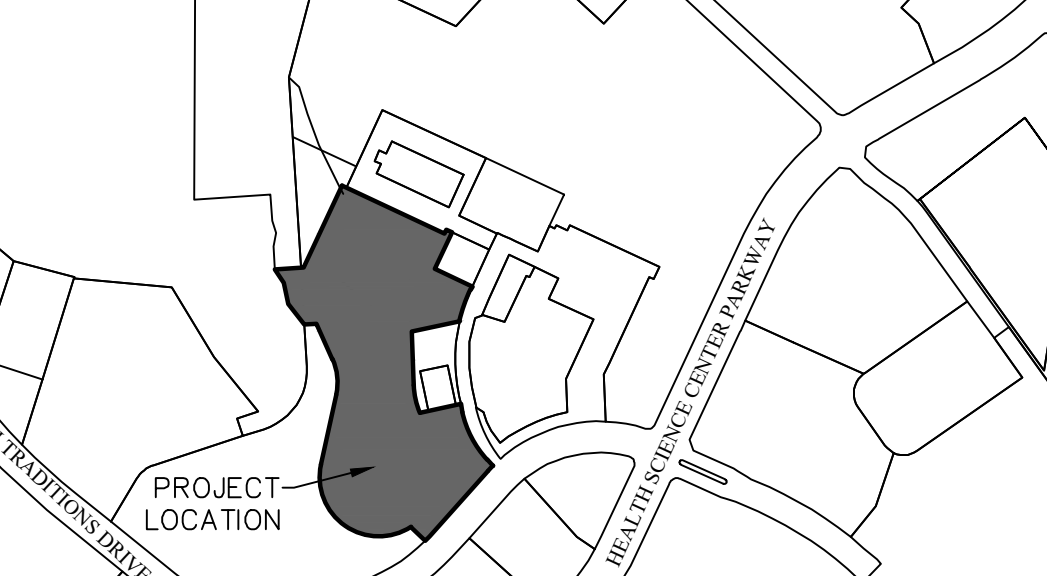 HEALTH SCIENCE CENTER PARKWAY
PROJECT
LOCATION
TRADITIONS DRIVE